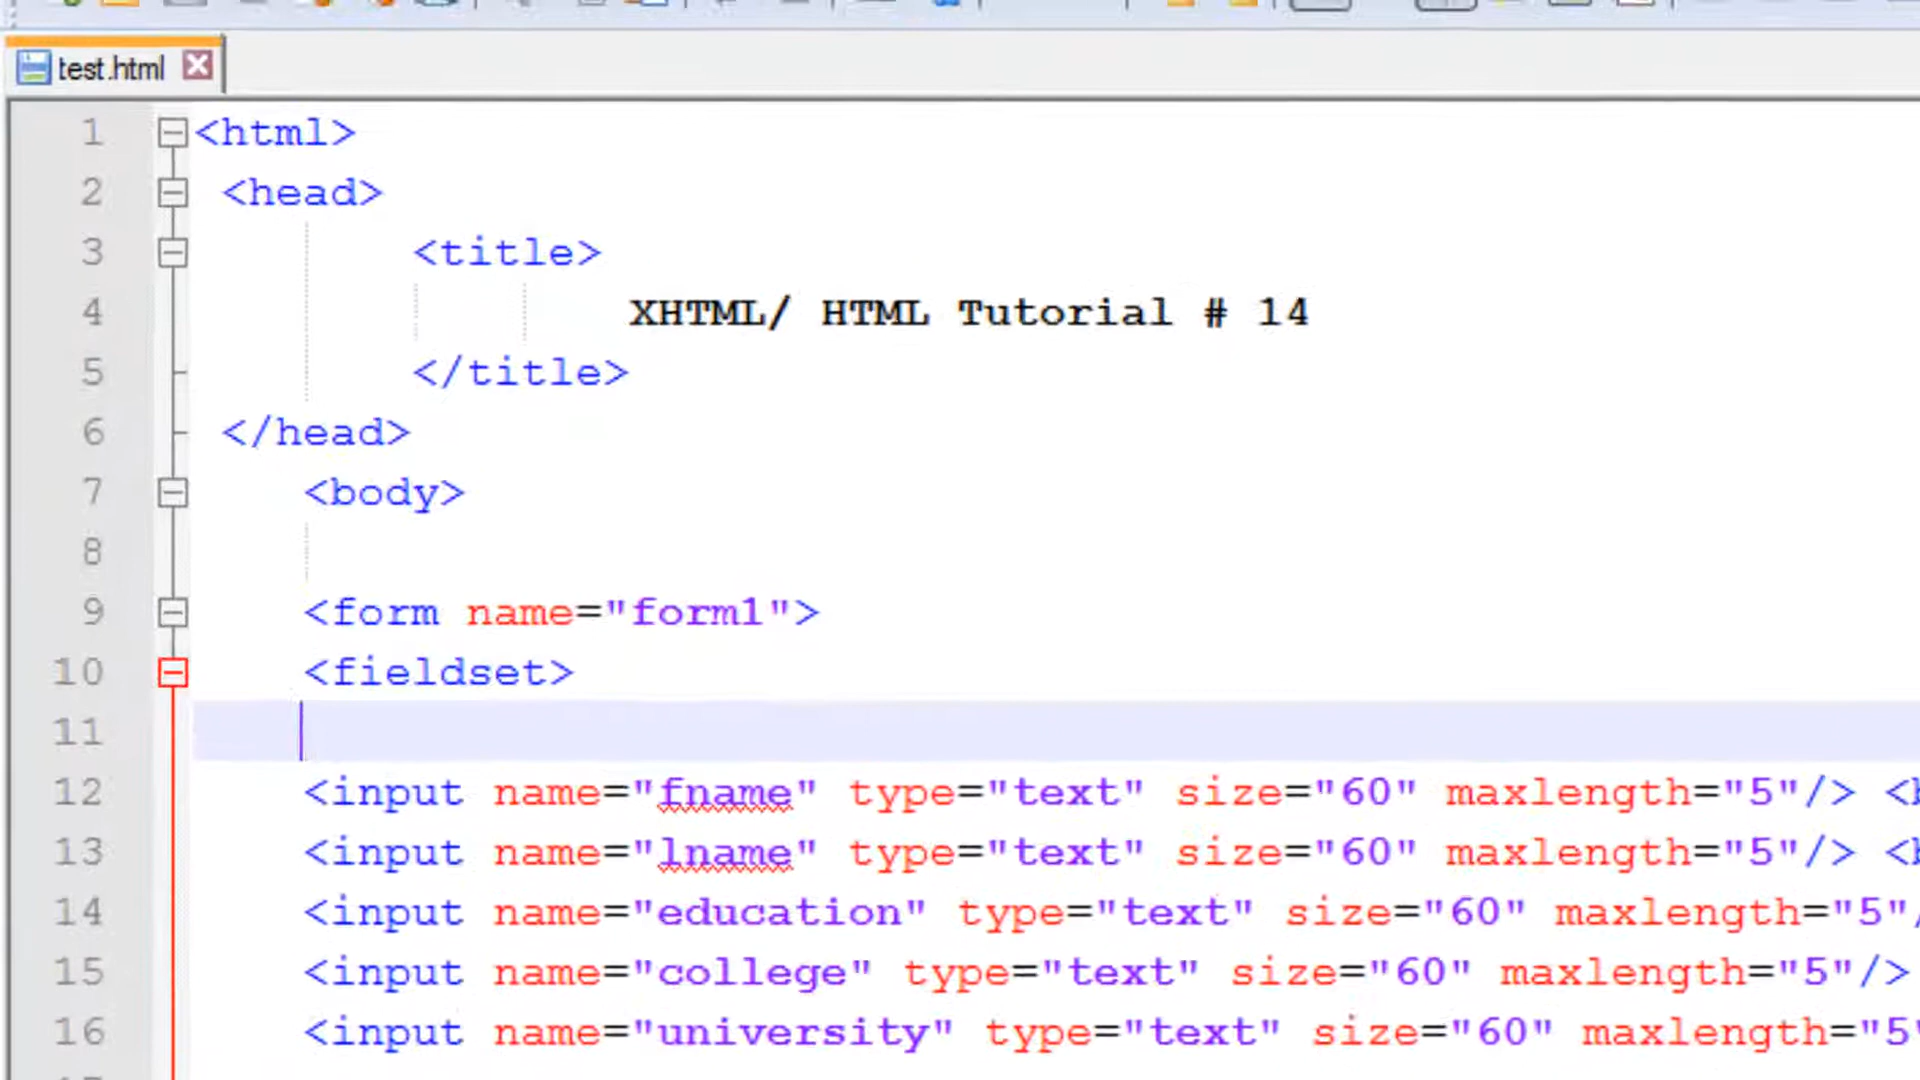 test.html
1 <html>
2 <head>
3 <title>
4 XHTML/ HTML Tutorial # 14
5 </title>
6 </head>
7 <body>
8
9 <form name="form1">
10 <fieldset>
11
12 <input name="fname" type="text" size="60" maxlength="5"/> <b
13 <input name="lname" type="text" size="60" maxlength="5"/> <b
14 <input name="education" type="text" size="60" maxlength="5"/
15 <input name="college" type="text" size="60" maxlength="5"/>
16 <input name="university" type="text" size="60" maxlength="5"